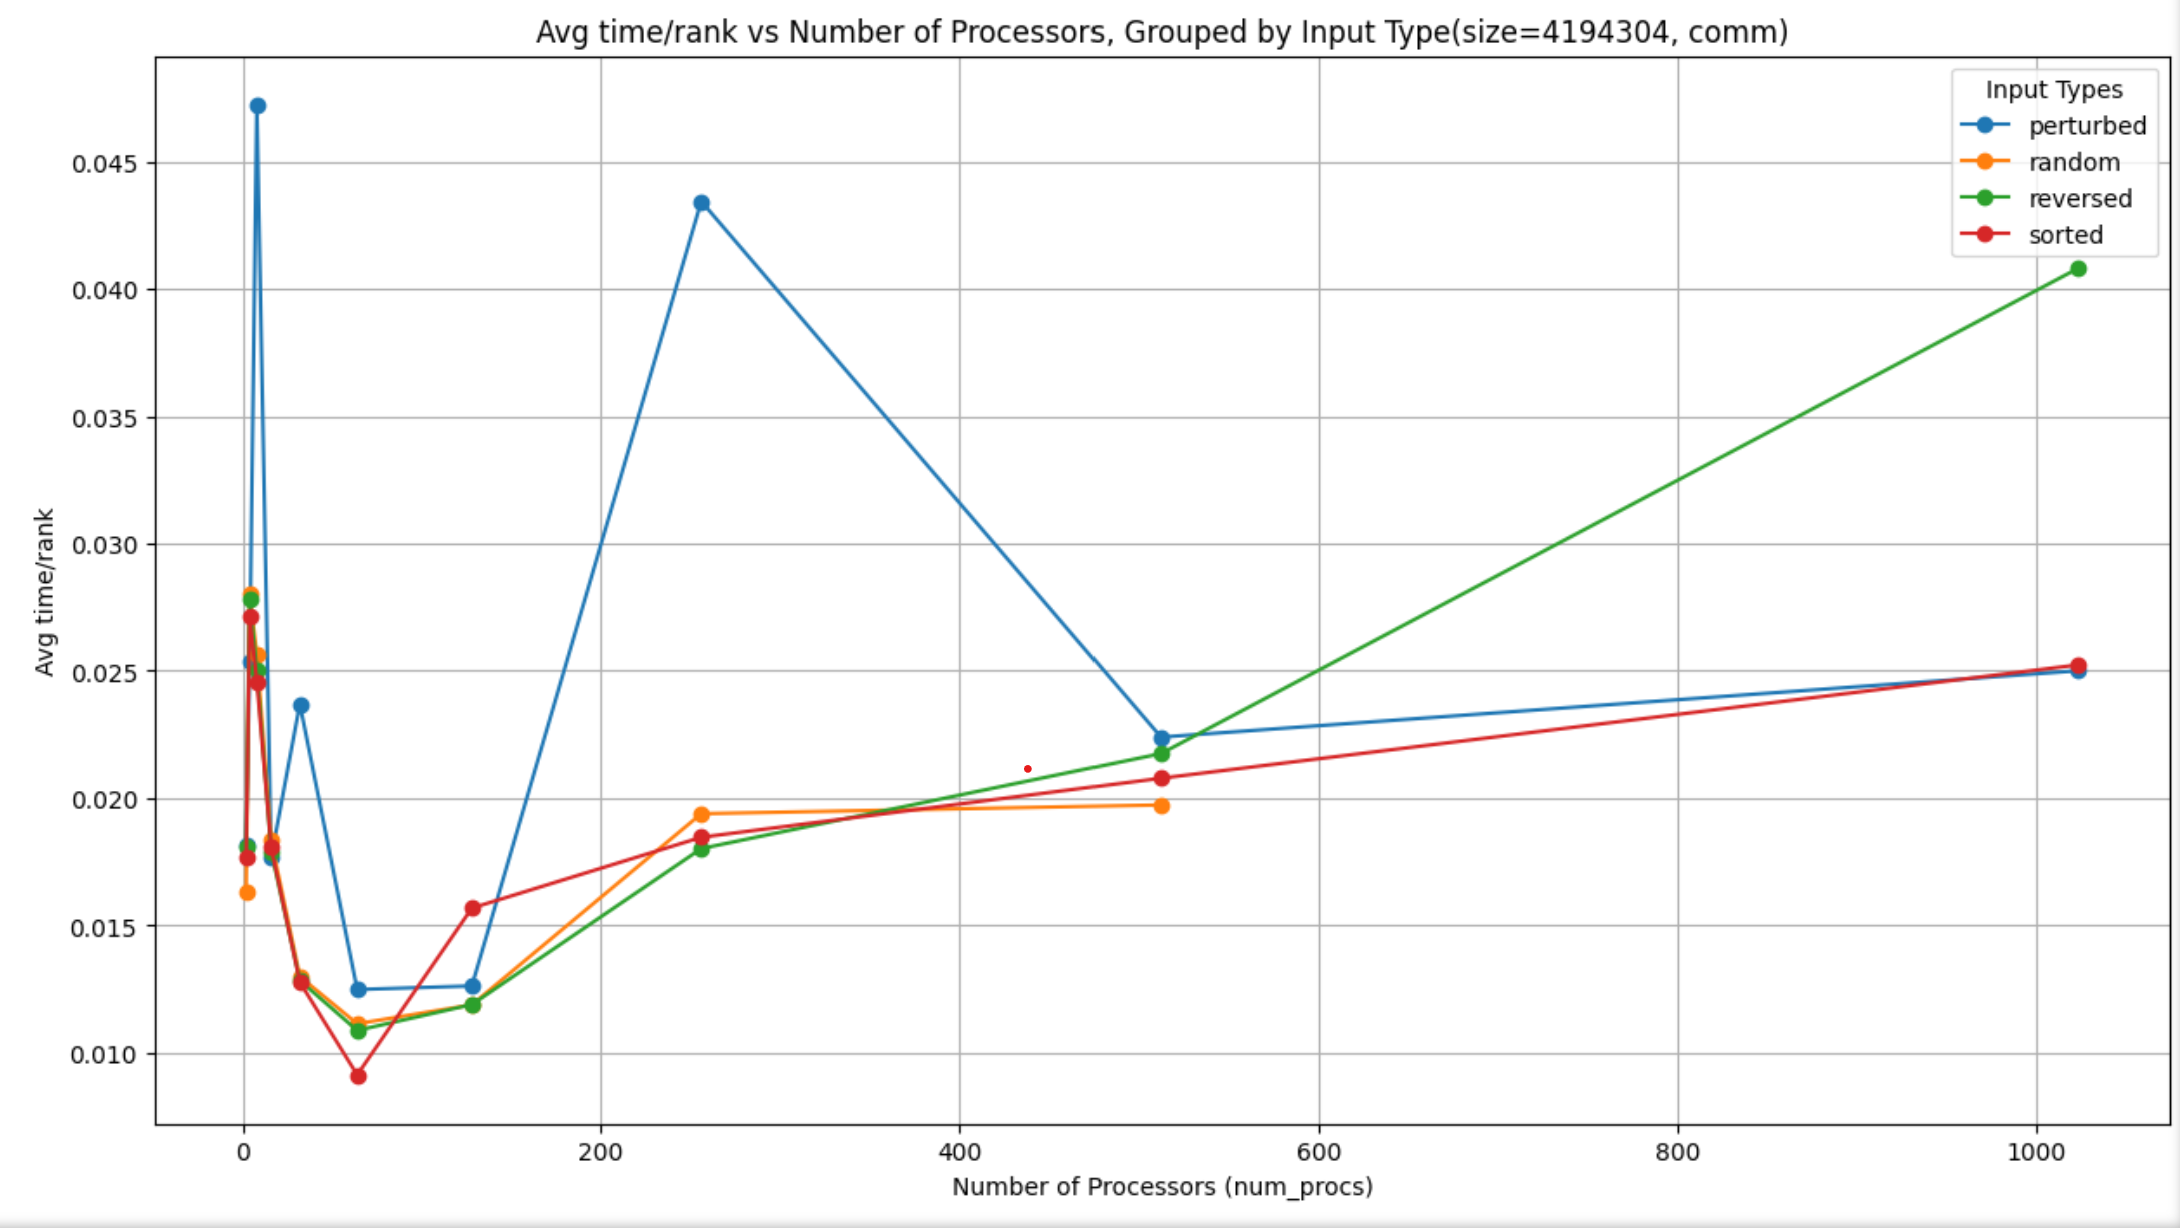 Avg time/rank vs Number of Processors, Grouped by Input Type(size=4194304, comm)
Input Types
perturbed
random
reversed
sorted
Avg time/rank
0.045
0.040
0.035
0.030
0.025
0.020
0.015
0.010
0 200 400 600 800 1000
Number of Processors (num_procs)